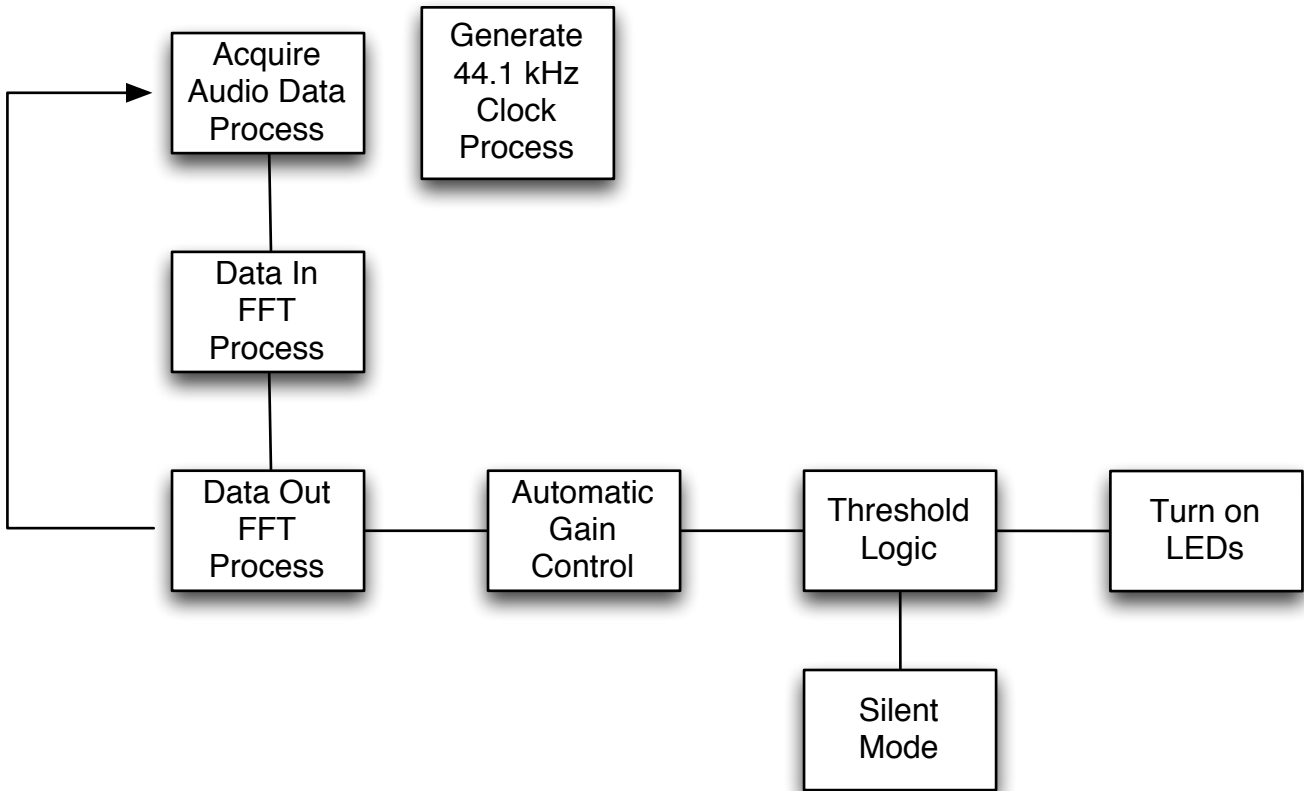 Acquire
Audio Data
Process
Generate
44.1 kHz
Clock
Process
Data In
FFT
Process
Data Out
FFT
Process
Automatic
Gain
Control
Threshold
Logic
Turn on
LEDs
Silent
Mode